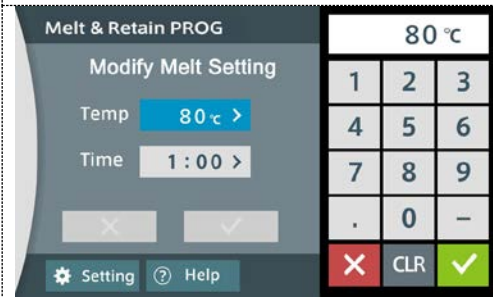 Melt & Retain PROG
Modify Melt Setting
Temp 80℃ >
Time 1:00 >
Setting ? Help
80 ℃
1 2 3
4 5 6
7 8 9
. 0 –
CLR